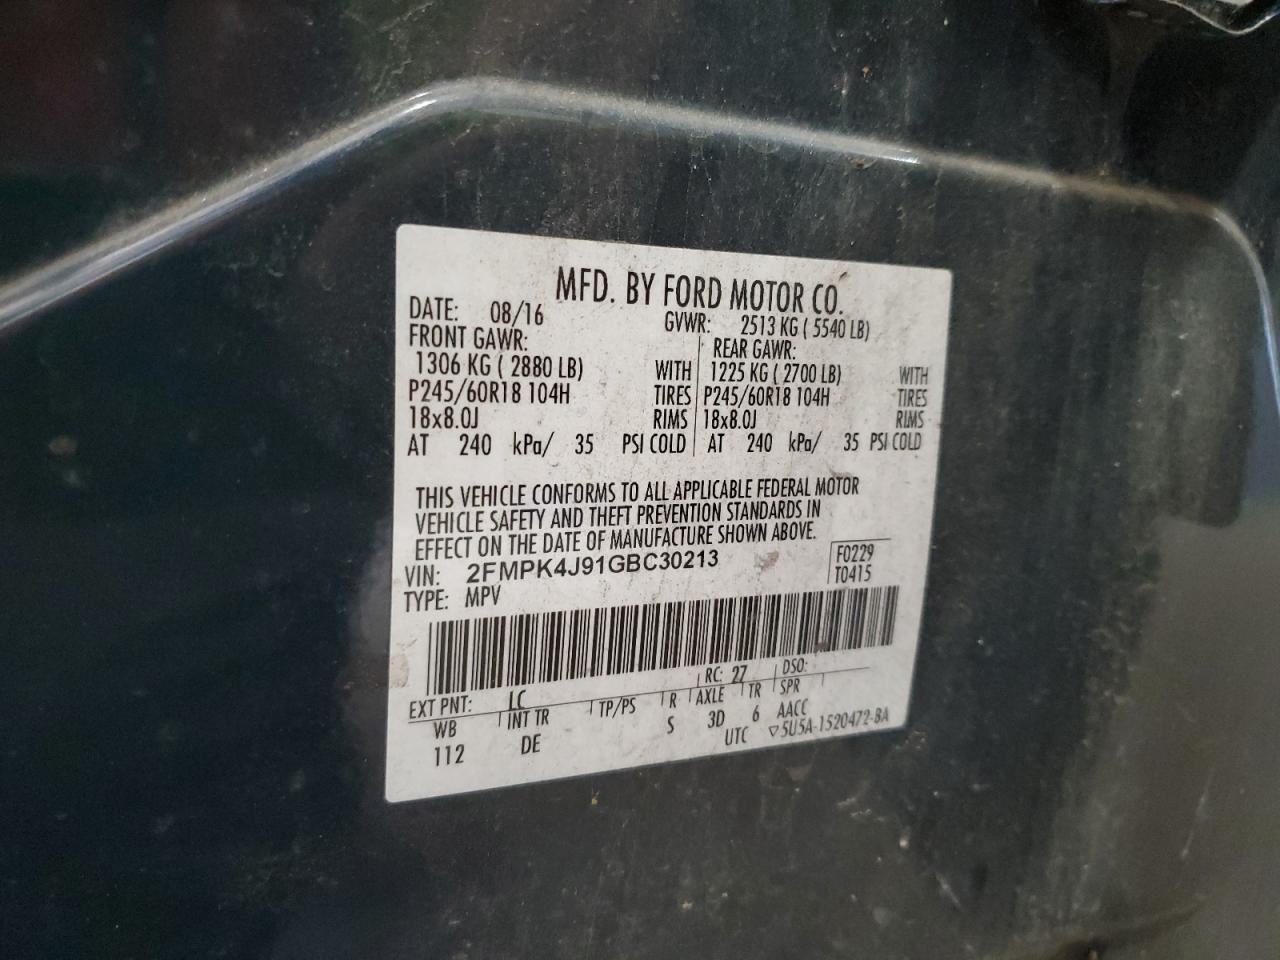 MFD. BY FORD MOTOR CO.
DATE: 08/16 GVWR: 2513 KG ( 5540 LB)
FRONT GAWR: REAR GAWR:
1306 KG ( 2880 LB) WITH 1225 KG ( 2700 LB) WITH
P245/60R18 104H TIRES P245/60R18 104H TIRES
18x8.0J RIMS 18x8.0J RIMS
AT 240 kPa/ 35 PSI COLD AT 240 kPa/ 35 PSI COLD
THIS VEHICLE CONFORMS TO ALL APPLICABLE FEDERAL MOTOR
VEHICLE SAFETY AND THEFT PREVENTION STANDARDS IN
EFFECT ON THE DATE OF MANUFACTURE SHOWN ABOVE.
VIN: 2FMPK4J91GBC30213 F0229
TYPE: MPV T0415
EXT PNT: LC RC: 27 DSO:
WB INT TR TP/PS R AXLE TR SPR
112 DE S 3D 6 AACC
UTC ▽5U5A-1520472-BA